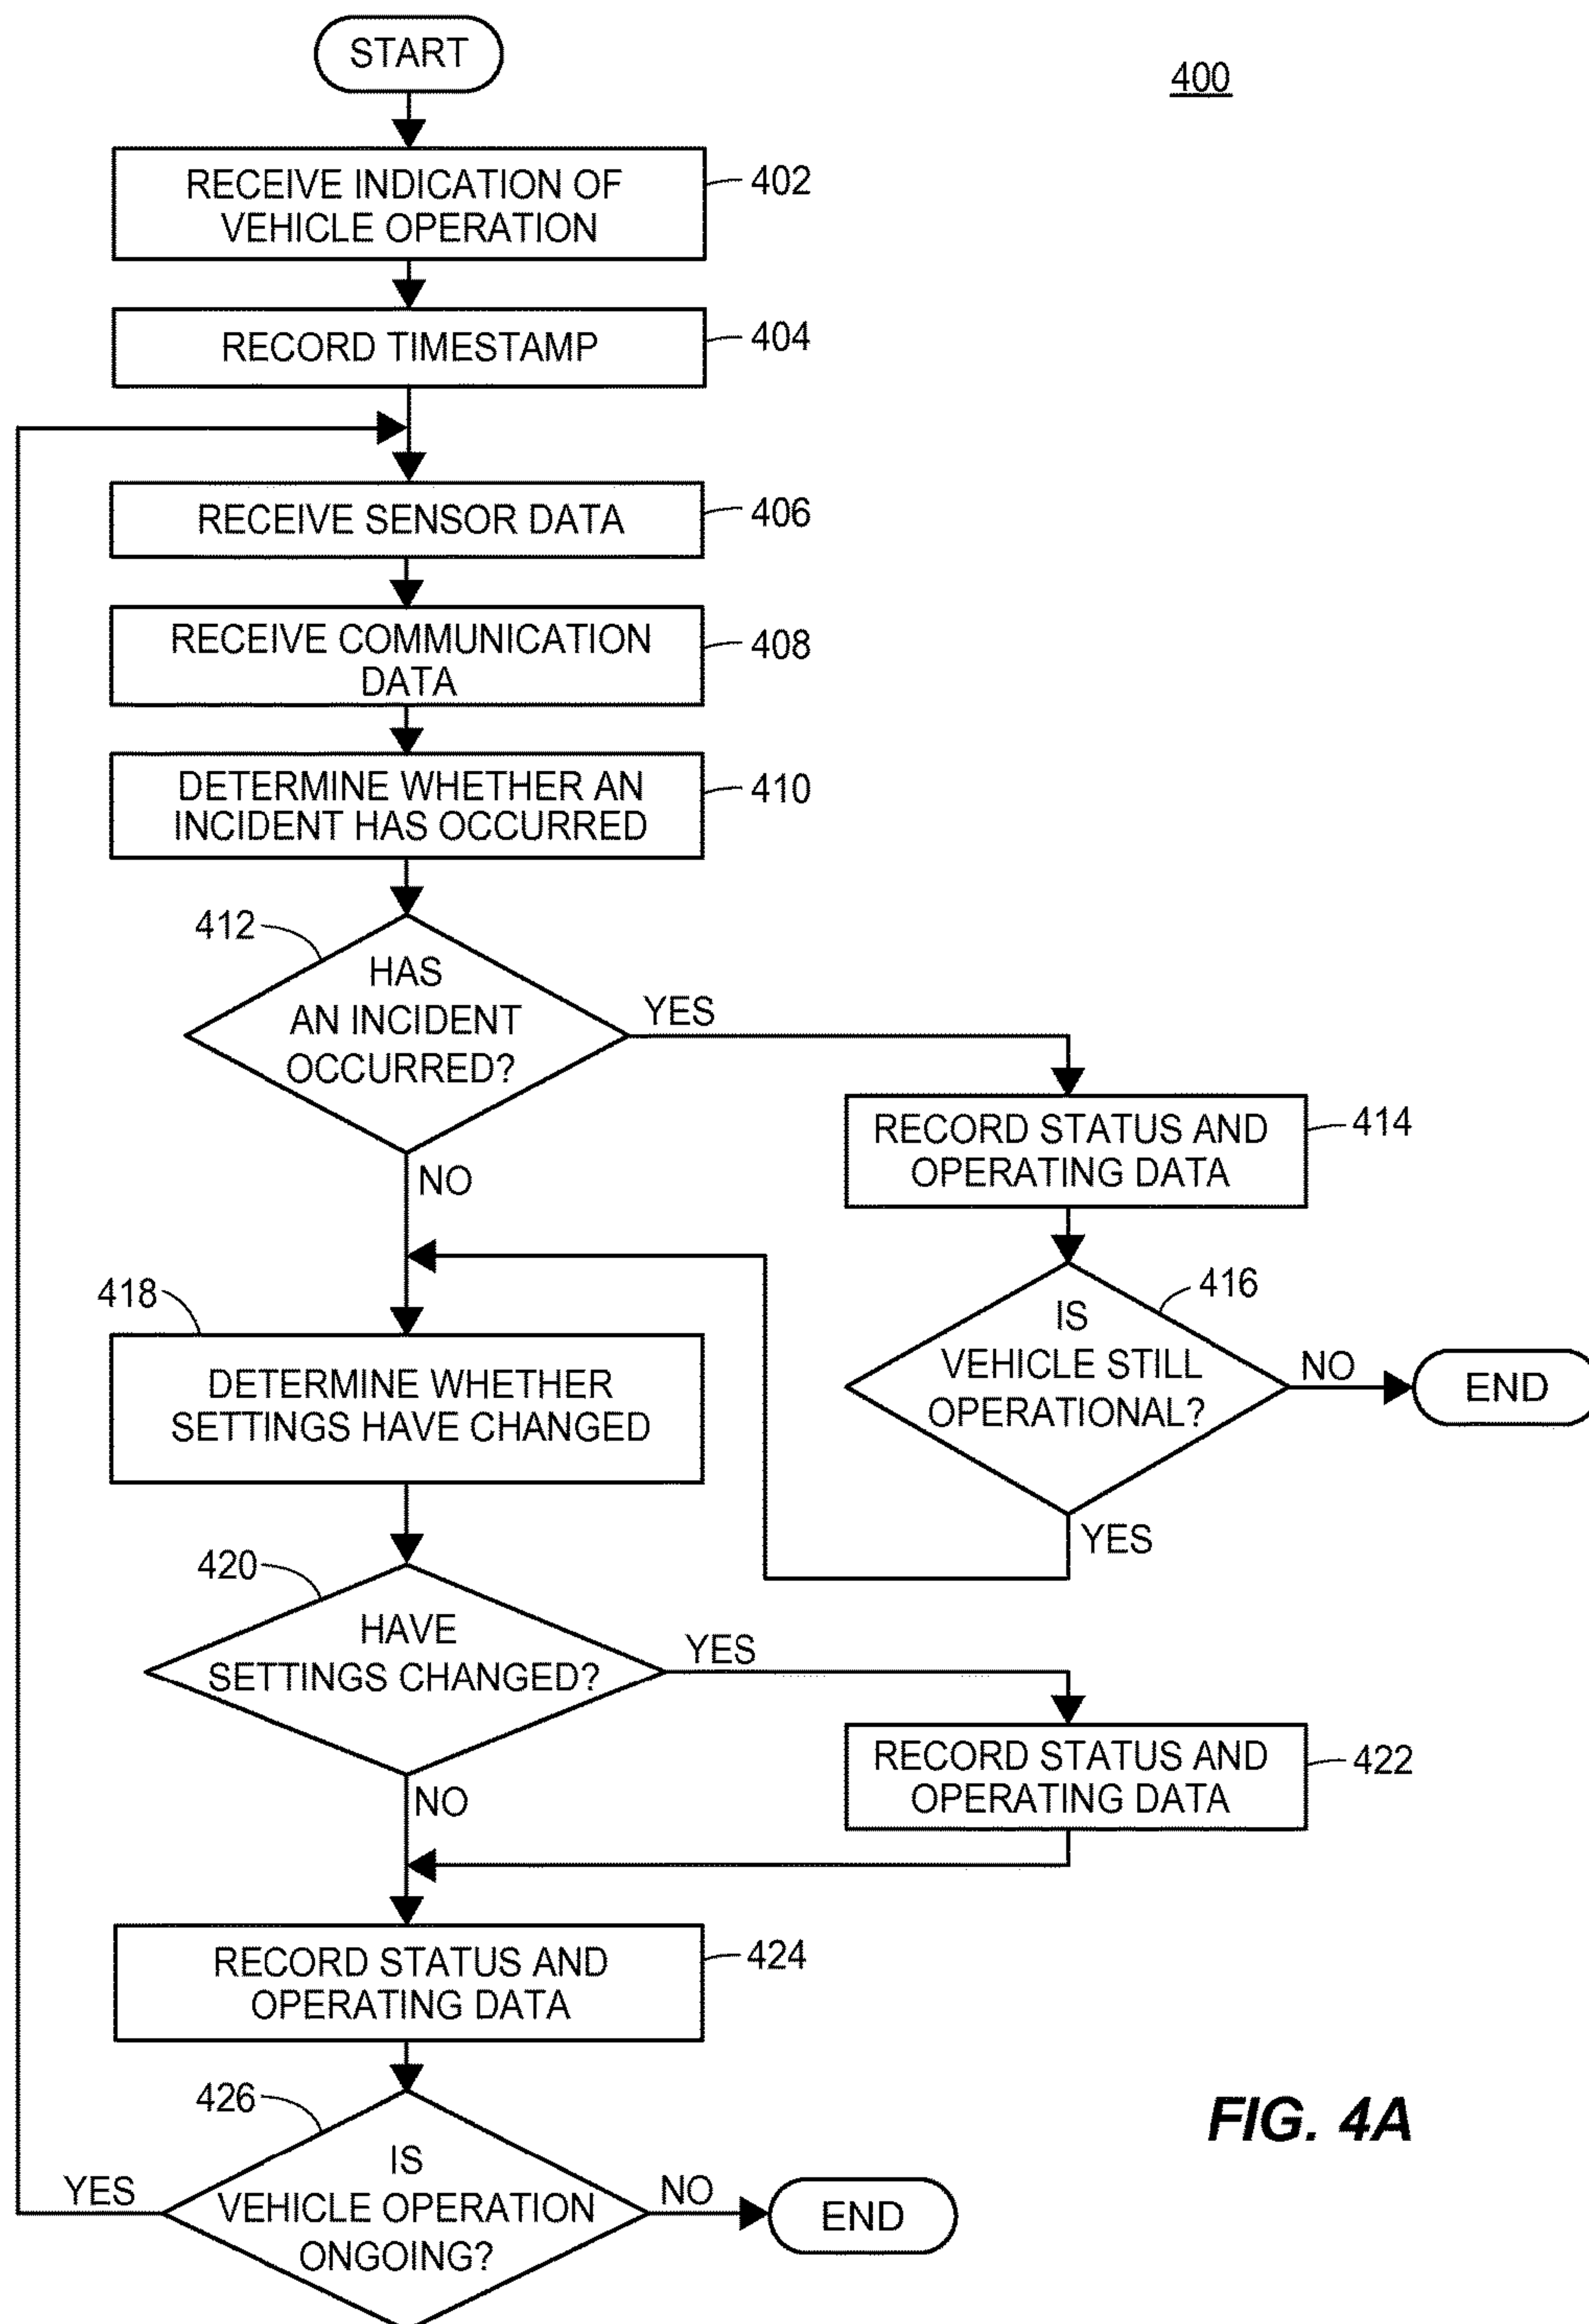 START
400
RECEIVE INDICATION OF
VEHICLE OPERATION
402
RECORD TIMESTAMP
404
RECEIVE SENSOR DATA
406
RECEIVE COMMUNICATION
DATA
408
DETERMINE WHETHER AN
INCIDENT HAS OCCURRED
410
412
HAS
AN INCIDENT
OCCURRED?
YES
NO
RECORD STATUS AND
OPERATING DATA
414
416
IS
VEHICLE STILL
OPERATIONAL?
NO
END
YES
418
DETERMINE WHETHER
SETTINGS HAVE CHANGED
420
HAVE
SETTINGS CHANGED?
YES
NO
RECORD STATUS AND
OPERATING DATA
422
RECORD STATUS AND
OPERATING DATA
424
426
IS
VEHICLE OPERATION
ONGOING?
YES
NO
END
FIG. 4A